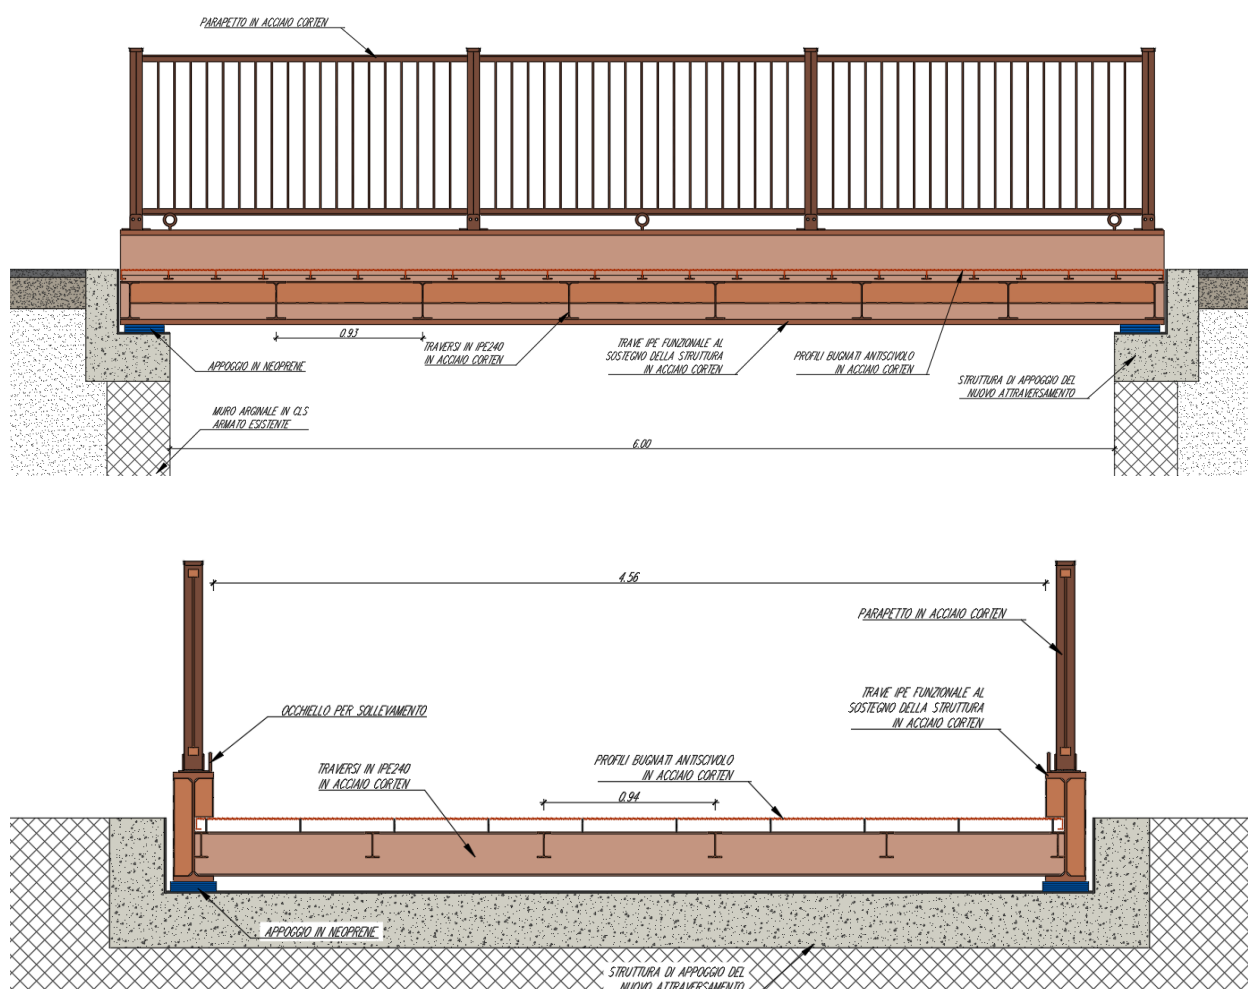 PARAPETTO IN ACCIAIO CORTEN
0.93
TRAVERSI IN IPE240
IN ACCIAIO CORTEN
TRAVE IPE FUNZIONALE AL
SOSTEGNO DELLA STRUTTURA
IN ACCIAIO CORTEN
PROFILI BUGNATI ANTISCIVOLO
IN ACCIAIO CORTEN
APPOGGIO IN NEOPRENE
STRUTTURA DI APPOGGIO DEL
NUOVO ATTRAVERSAMENTO
MURO ARGINALE IN CLS
ARMATO ESISTENTE
6.00
4.56
PARAPETTO IN ACCIAIO CORTEN
OCCHIELLO PER SOLLEVAMENTO
TRAVE IPE FUNZIONALE AL
SOSTEGNO DELLA STRUTTURA
IN ACCIAIO CORTEN
TRAVERSI IN IPE240
IN ACCIAIO CORTEN
PROFILI BUGNATI ANTISCIVOLO
IN ACCIAIO CORTEN
0.94
APPOGGIO IN NEOPRENE
STRUTTURA DI APPOGGIO DEL
NUOVO ATTRAVERSAMENTO